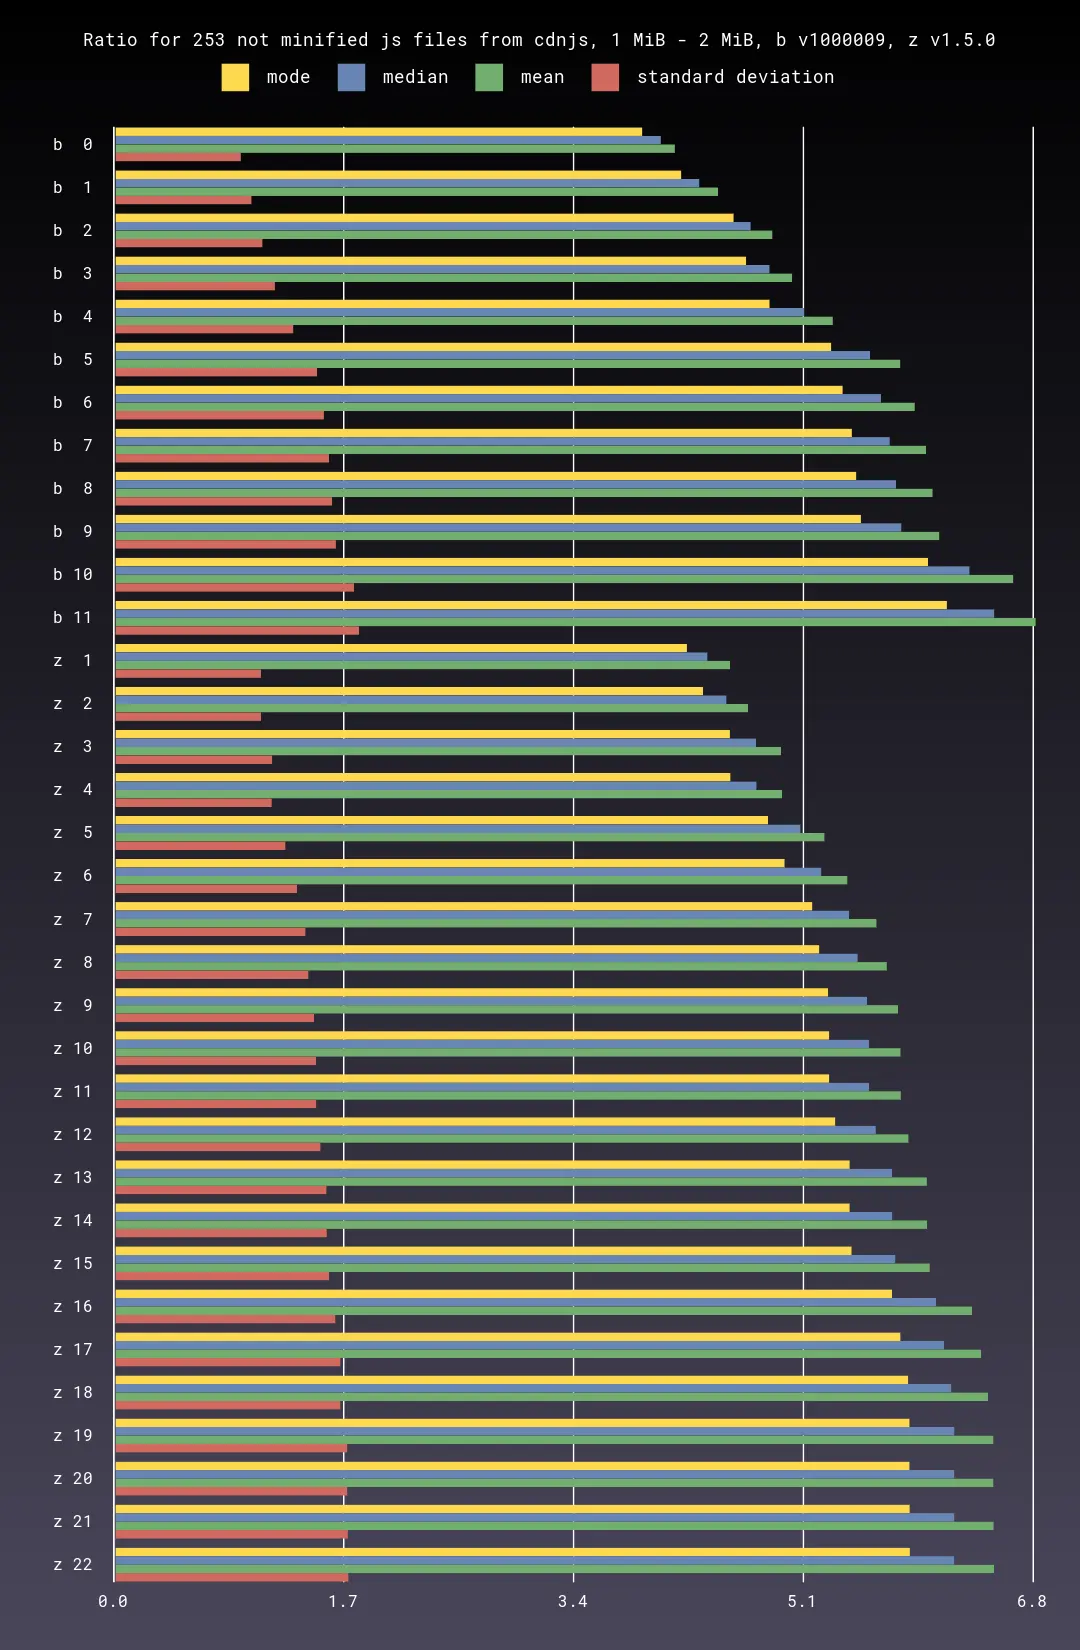 Ratio for 253 not minified js files from cdnjs, 1 MiB - 2 MiB, b v1000009, z v1.5.0
mode median mean standard deviation
b 0
b 1
b 2
b 3
b 4
b 5
b 6
b 7
b 8
b 9
b 10
b 11
z 1
z 2
z 3
z 4
z 5
z 6
z 7
z 8
z 9
z 10
z 11
z 12
z 13
z 14
z 15
z 16
z 17
z 18
z 19
z 20
z 21
z 22
0.0 1.7 3.4 5.1 6.8